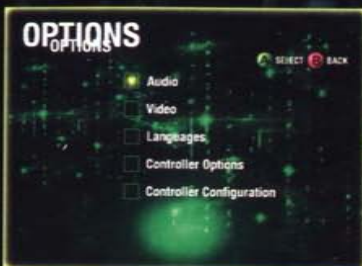 OPTIONS
OPTIONS
A SELECT B BACK
Audio
Video
Languages
Controller Options
Controller Configuration